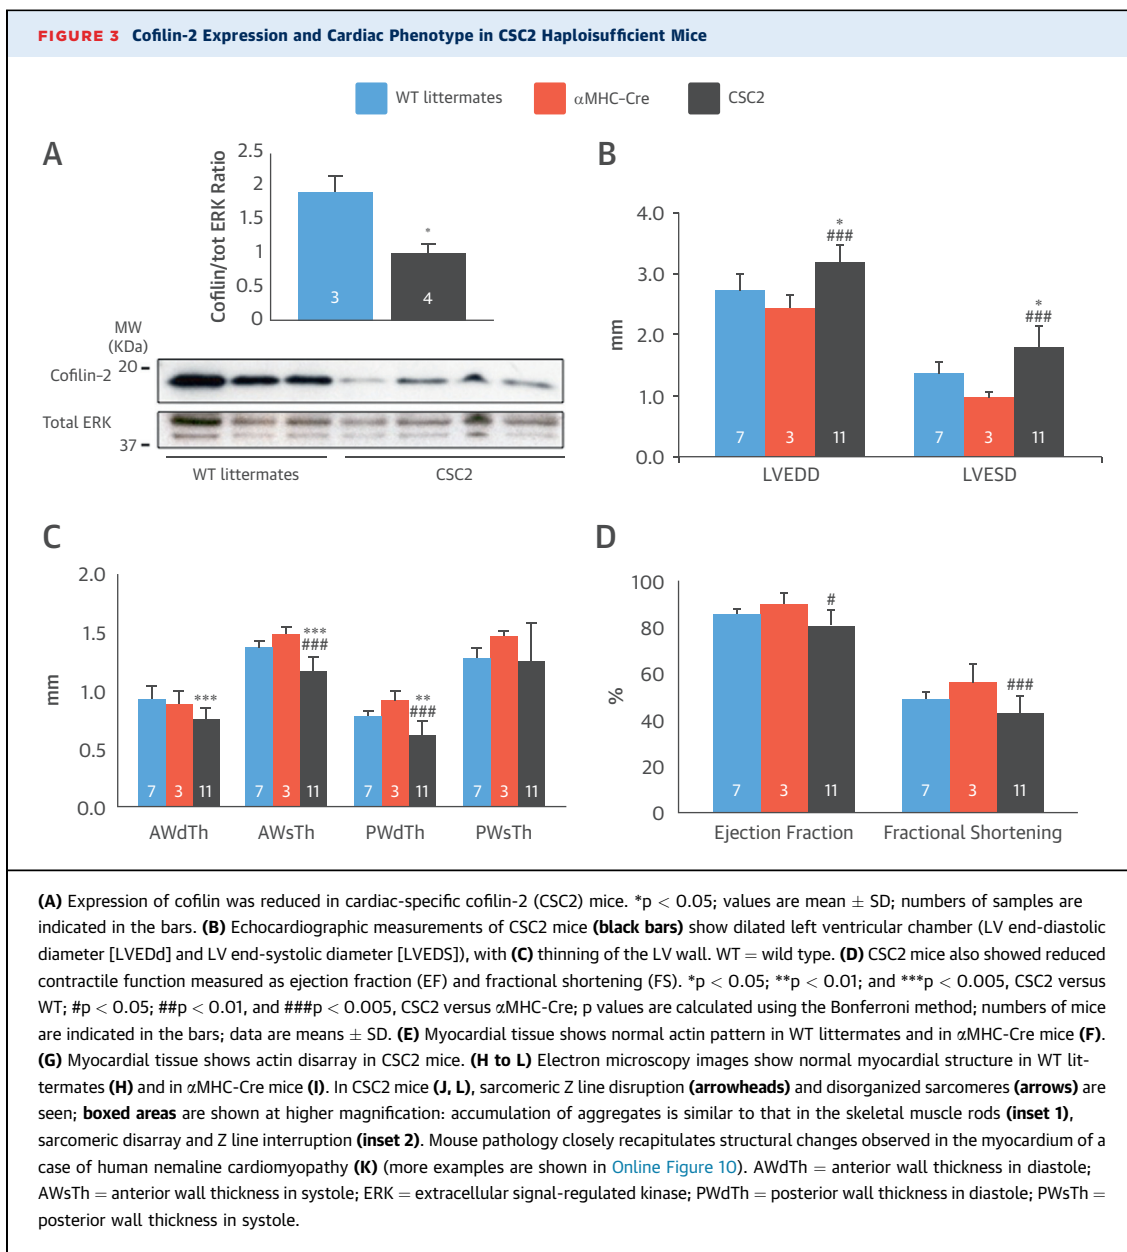 FIGURE 3 Cofilin-2 Expression and Cardiac Phenotype in CSC2 Haploisufficient Mice
WT littermates αMHC-Cre CSC2
A
Cofilin/tot ERK Ratio
2.5
2
1.5
1
0.5
0
*
3 4
MW
(KDa)
Cofilin-2 20
Total ERK
37
WT littermates CSC2
B
mm
4.0
3.0
2.0
1.0
0.0
*
###
*
###
7 3 11 7 3 11
LVEDD LVESD
C
mm
2.0
1.5
1.0
0.5
0.0
***
***
###
**
###
7 3 11 7 3 11 7 3 11 7 3 11
AWdTh AWsTh PWdTh PWsTh
D
%
100
80
60
40
20
0
#
###
7 3 11 7 3 11
Ejection Fraction Fractional Shortening
(A) Expression of cofilin was reduced in cardiac-specific cofilin-2 (CSC2) mice. *p < 0.05; values are mean ± SD; numbers of samples are
indicated in the bars. (B) Echocardiographic measurements of CSC2 mice (black bars) show dilated left ventricular chamber (LV end-diastolic
diameter [LVEDd] and LV end-systolic diameter [LVEDS]), with (C) thinning of the LV wall. WT = wild type. (D) CSC2 mice also showed reduced
contractile function measured as ejection fraction (EF) and fractional shortening (FS). *p < 0.05; **p < 0.01; and ***p < 0.005, CSC2 versus
WT; #p < 0.05; ##p < 0.01, and ###p < 0.005, CSC2 versus αMHC-Cre; p values are calculated using the Bonferroni method; numbers of mice
are indicated in the bars; data are means ± SD. (E) Myocardial tissue shows normal actin pattern in WT littermates and in αMHC-Cre mice (F).
(G) Myocardial tissue shows actin disarray in CSC2 mice. (H to L) Electron microscopy images show normal myocardial structure in WT lit-
termates (H) and in αMHC-Cre mice (I). In CSC2 mice (J, L), sarcomeric Z line disruption (arrowheads) and disorganized sarcomeres (arrows) are
seen; boxed areas are shown at higher magnification: accumulation of aggregates is similar to that in the skeletal muscle rods (inset 1),
sarcomeric disarray and Z line interruption (inset 2). Mouse pathology closely recapitulates structural changes observed in the myocardium of a
case of human nemaline cardiomyopathy (K) (more examples are shown in Online Figure 10). AWdTh = anterior wall thickness in diastole;
AWsTh = anterior wall thickness in systole; ERK = extracellular signal-regulated kinase; PWdTh = posterior wall thickness in diastole; PWsTh =
posterior wall thickness in systole.